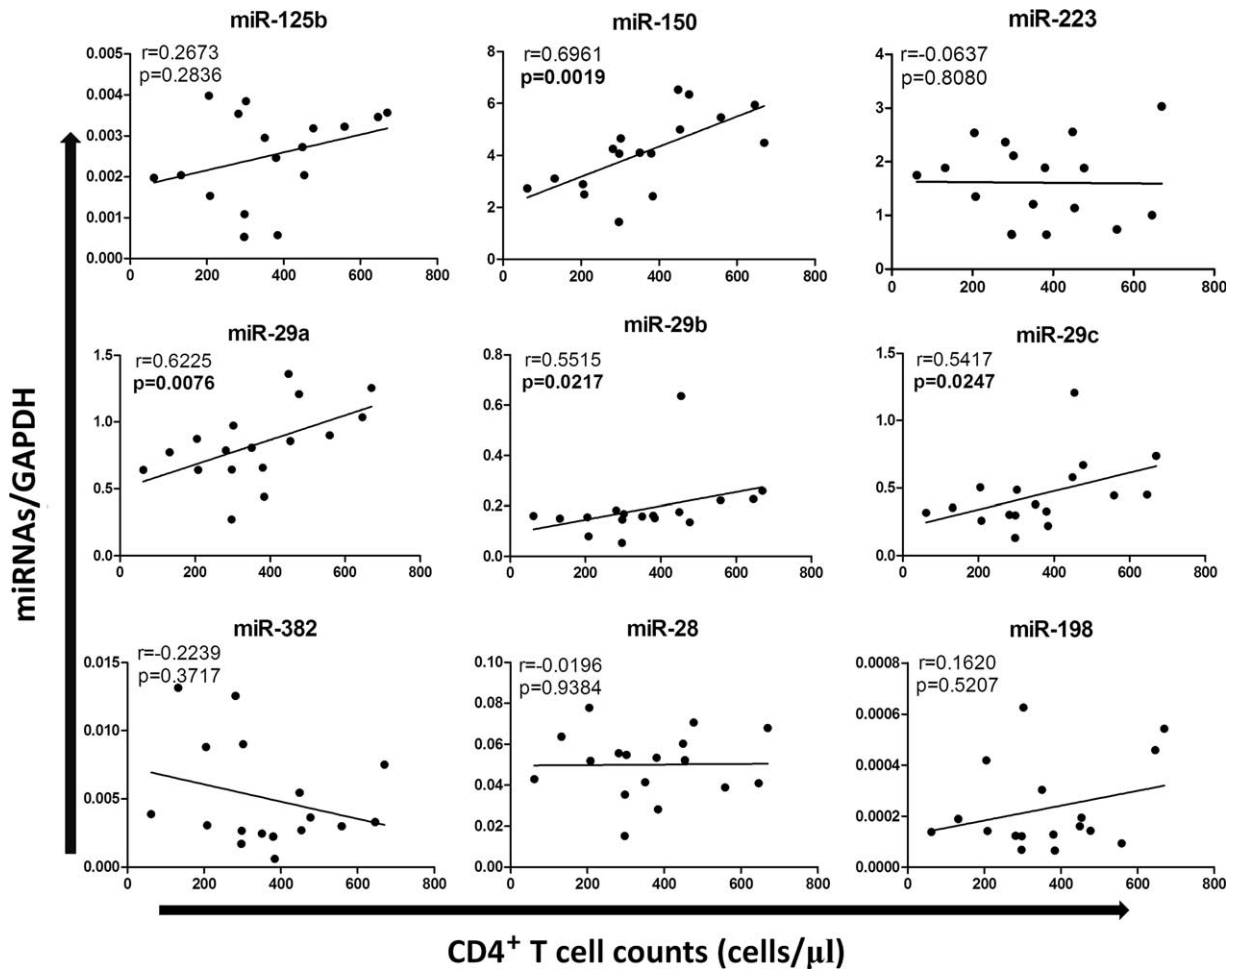 miR-125b
r=0.2673
p=0.2836
0.005
0.004
0.003
0.002
0.001
0.000
0 200 400 600 800
miR-150
r=0.6961
p=0.0019
8
6
4
2
0
0 200 400 600 800
miR-223
r=-0.0637
p=0.8080
4
3
2
1
0
0 200 400 600 800
miR-29a
r=0.6225
p=0.0076
1.5
1.0
0.5
0.0
0 200 400 600 800
miR-29b
r=0.5515
p=0.0217
0.8
0.6
0.4
0.2
0.0
0 200 400 600 800
miR-29c
r=0.5417
p=0.0247
1.5
1.0
0.5
0.0
0 200 400 600 800
miR-382
r=-0.2239
p=0.3717
0.015
0.010
0.005
0.000
0 200 400 600 800
miR-28
r=-0.0196
p=0.9384
0.10
0.08
0.06
0.04
0.02
0.00
0 200 400 600 800
miR-198
r=0.1620
p=0.5207
0.0008
0.0006
0.0004
0.0002
0.0000
0 200 400 600 800
miRNAs/GAPDH
CD4⁺ T cell counts (cells/µl)